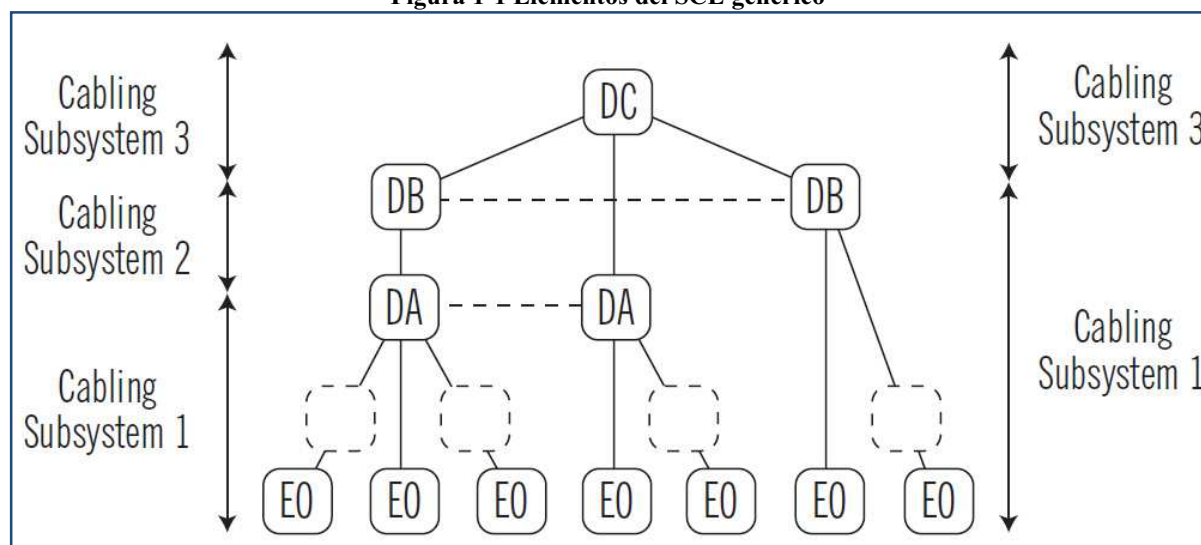 Figura 1-1 Elementos del SCE genérico
Cabling
Subsystem 3
DC
Cabling
Subsystem 3
DB
DB
Cabling
Subsystem 2
DA
DA
Cabling
Subsystem 1
Cabling
Subsystem 1
EO
EO
EO
EO
EO
EO
EO